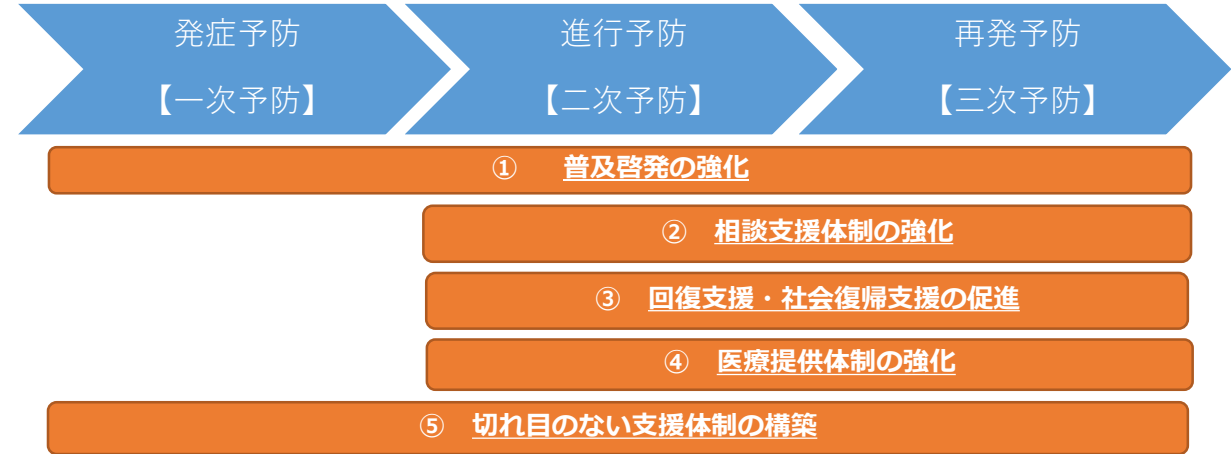 発症予防
【一次予防】
進行予防
【二次予防】
再発予防
【三次予防】
① 普及啓発の強化
② 相談支援体制の強化
③ 回復支援・社会復帰支援の促進
④ 医療提供体制の強化
⑤ 切れ目のない支援体制の構築